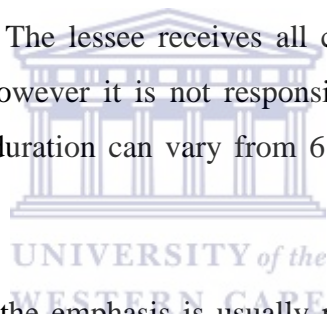 The lessee receives all
owever it is not responsi
duration can vary from 6
UNIVERSITY of the
the emphasis is usually
WESTERN CAPE